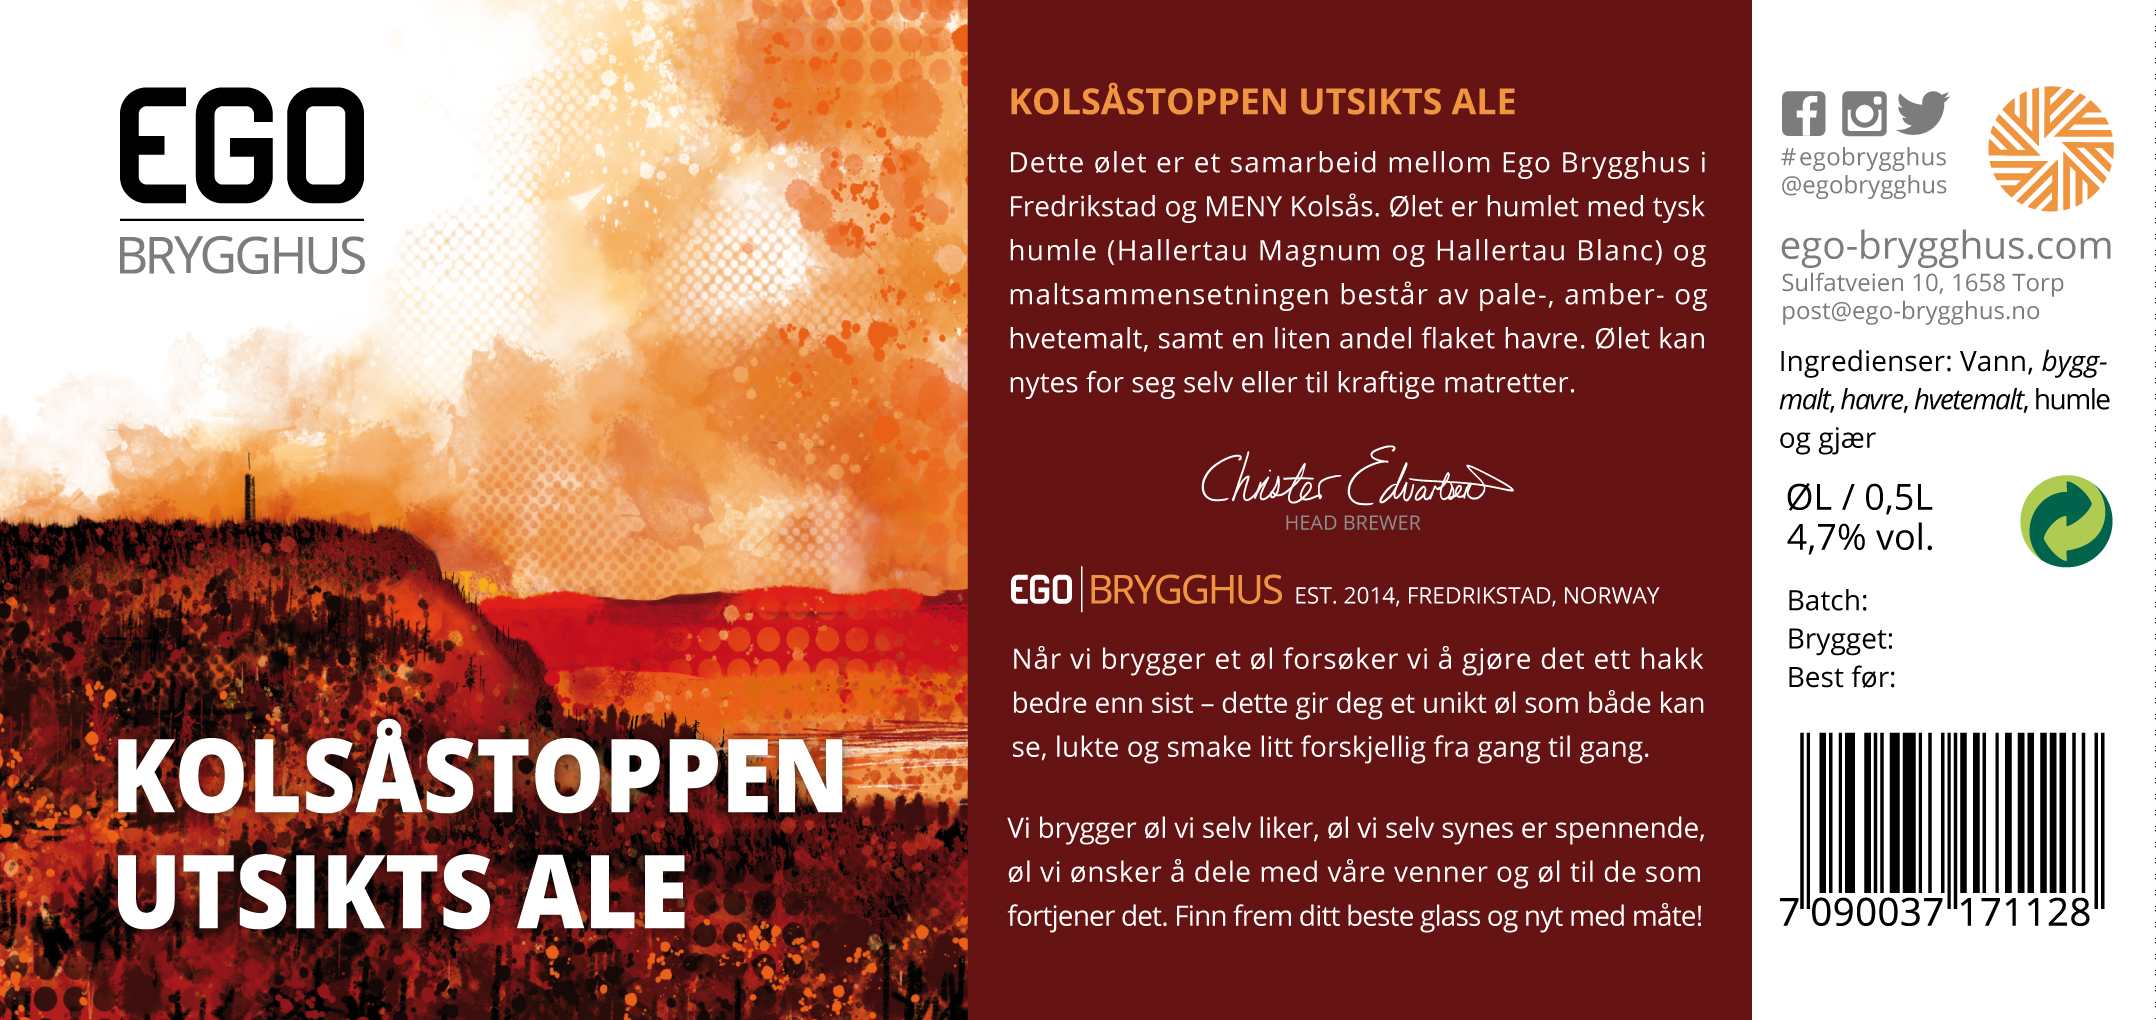 EGO
BRYGGHUS
KOLSÅSTOPPEN
UTSIKTS ALE
KOLSÅSTOPPEN UTSIKTS ALE
Dette ølet er et samarbeid mellom Ego Brygghus i
Fredrikstad og MENY Kolsås. Ølet er humlet med tysk
humle (Hallertau Magnum og Hallertau Blanc) og
maltsammensetningen består av pale-, amber- og
hvetemalt, samt en liten andel flaket havre. Ølet kan
nytes for seg selv eller til kraftige matretter.
Christer Edvartsen
HEAD BREWER
EGO BRYGGHUS EST. 2014, FREDRIKSTAD, NORWAY
Når vi brygger et øl forsøker vi å gjøre det ett hakk
bedre enn sist – dette gir deg et unikt øl som både kan
se, lukte og smake litt forskjellig fra gang til gang.
Vi brygger øl vi selv liker, øl vi selv synes er spennende,
øl vi ønsker å dele med våre venner og øl til de som
fortjener det. Finn frem ditt beste glass og nyt med måte!
#egobrygghus
@egobrygghus
ego-brygghus.com
Sulfatveien 10, 1658 Torp
post@ego-brygghus.no
Ingredienser: Vann, bygg-
malt, havre, hvetemalt, humle
og gjær
ØL / 0,5L
4,7% vol.
Batch:
Brygget:
Best før:
7 090037 171128